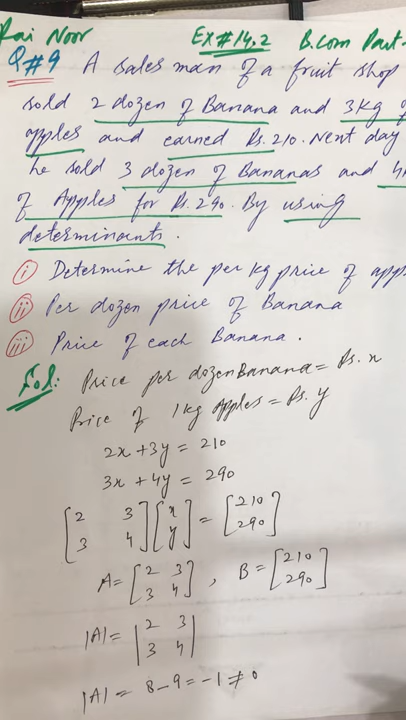 Rai Noor Ex#14.2 B.com Part-
Q#9 A sales man of a fruit shop
sold 2 dozen of Banana and 3kg of
apples and earned Rs.210. Next day
he sold 3 dozen of Bananas and 4
of Apples for Rs.290. By using
determinants.
(i) Determine the per kg price of app
(ii) Per dozen price of Banana
(iii) Price of each Banana.
Sol: Price per dozen Banana = Rs. x
Price of 1kg Apples = Rs. y
2x + 3y = 210
3x + 4y = 290
[2 3; 3 4] [x; y] = [210; 290]
A = [2 3; 3 4], B = [210; 290]
|A| = |2 3; 3 4|
|A| = 8 - 9 = -1 ≠ 0